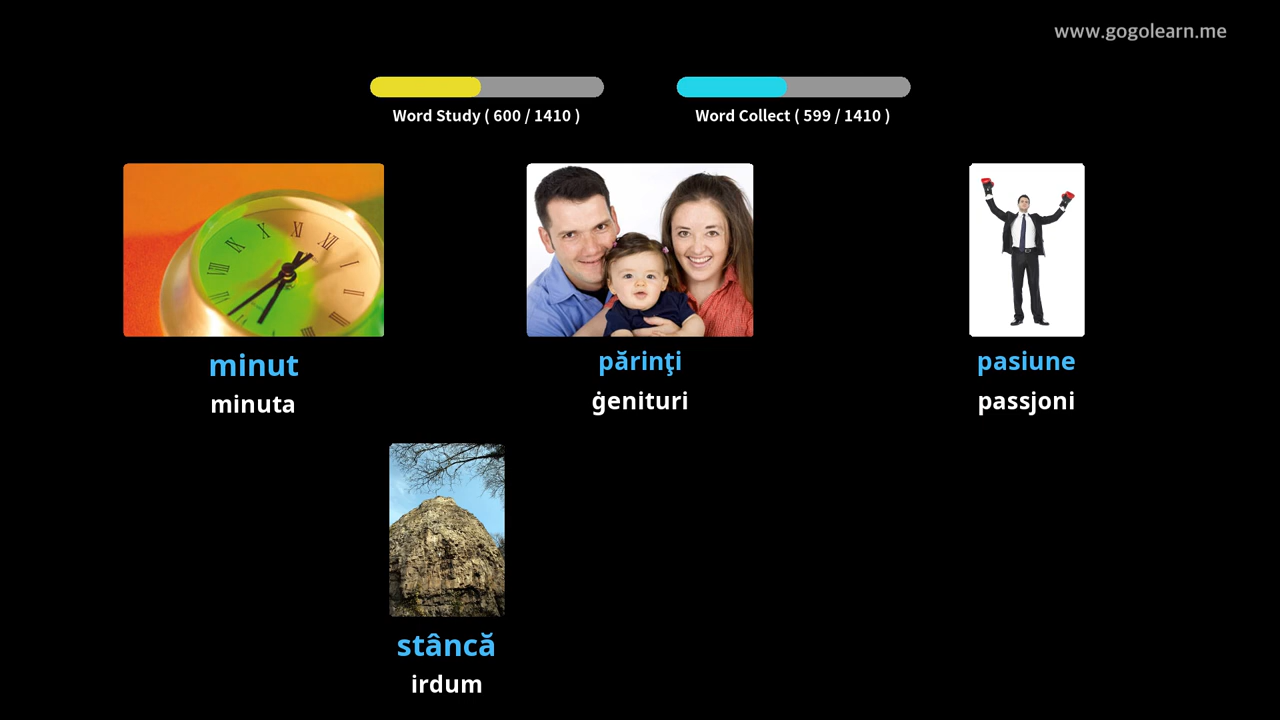 www.gogolearn.me
Word Study ( 600 / 1410 )
Word Collect ( 599 / 1410 )
minut
minuta
părinţi
ġenituri
pasiune
passjoni
stâncă
irdum